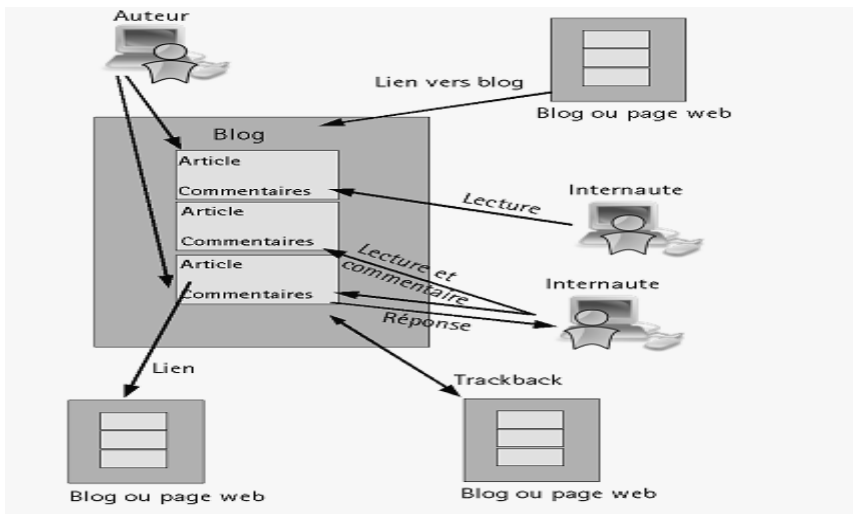 Auteur
Lien vers blog
Blog ou page web
Blog
Article
Commentaires
Article
Commentaires
Article
Commentaires
Lecture
Internaute
Lecture et
commentaire
Internaute
Réponse
Lien
Trackback
Blog ou page web
Blog ou page web